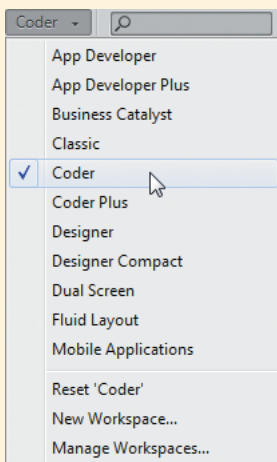 Coder
App Developer
App Developer Plus
Business Catalyst
Classic
Coder
Coder Plus
Designer
Designer Compact
Dual Screen
Fluid Layout
Mobile Applications
Reset 'Coder'
New Workspace...
Manage Workspaces...